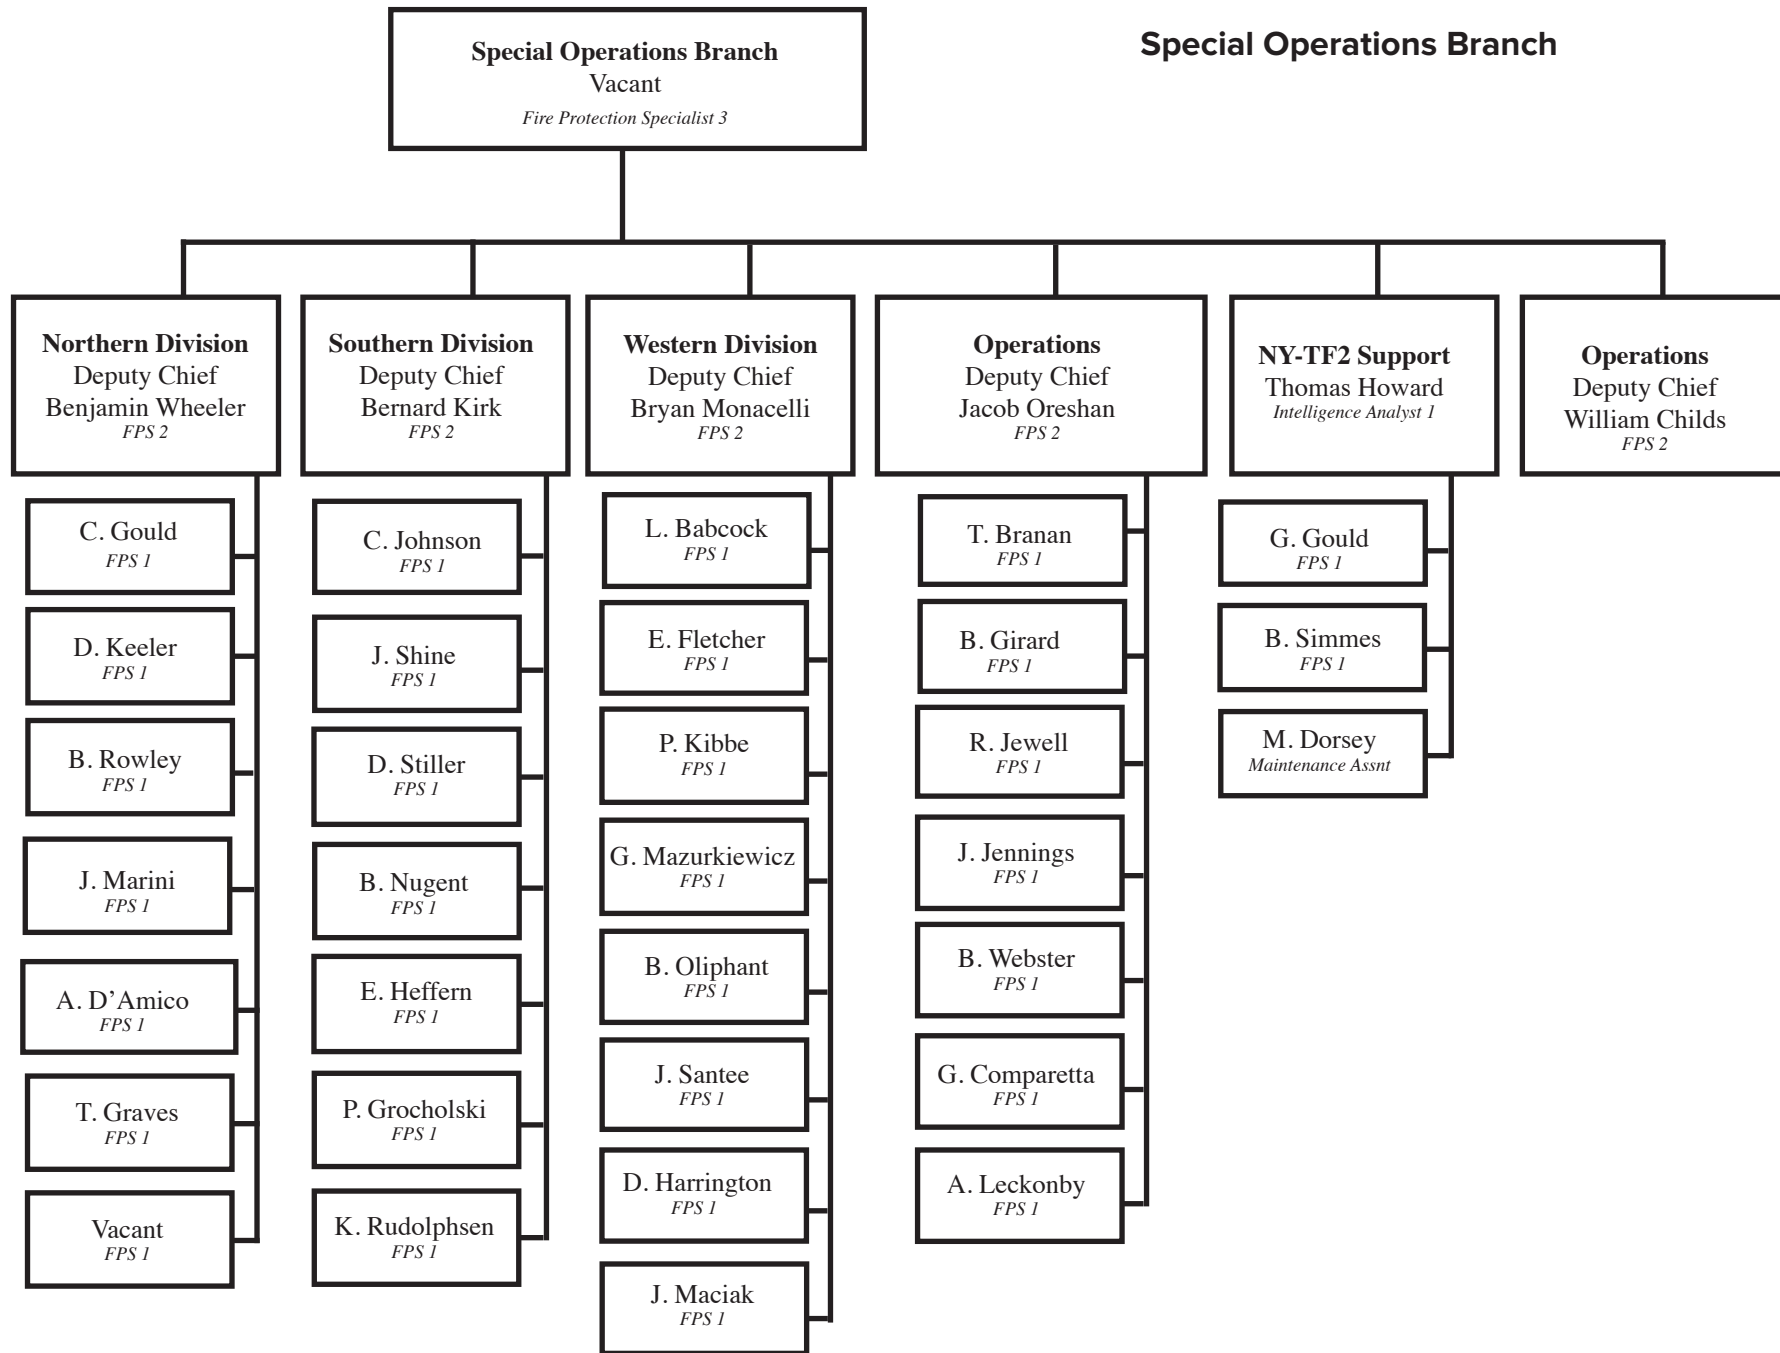 Special Operations Branch
Special Operations Branch
Vacant
Fire Protection Specialist 3
Northern Division
Deputy Chief
Benjamin Wheeler
FPS 2
C. Gould
FPS 1
D. Keeler
FPS 1
B. Rowley
FPS 1
J. Marini
FPS 1
A. D’Amico
FPS 1
T. Graves
FPS 1
Vacant
FPS 1
Southern Division
Deputy Chief
Bernard Kirk
FPS 2
C. Johnson
FPS 1
J. Shine
FPS 1
D. Stiller
FPS 1
B. Nugent
FPS 1
E. Heffern
FPS 1
P. Grocholski
FPS 1
K. Rudolphsen
FPS 1
Western Division
Deputy Chief
Bryan Monacelli
FPS 2
L. Babcock
FPS 1
E. Fletcher
FPS 1
P. Kibbe
FPS 1
G. Mazurkiewicz
FPS 1
B. Oliphant
FPS 1
J. Santee
FPS 1
D. Harrington
FPS 1
J. Maciak
FPS 1
Operations
Deputy Chief
Jacob Oreshan
FPS 2
T. Branan
FPS 1
B. Girard
FPS 1
R. Jewell
FPS 1
J. Jennings
FPS 1
B. Webster
FPS 1
G. Comparetta
FPS 1
A. Leckonby
FPS 1
NY-TF2 Support
Thomas Howard
Intelligence Analyst 1
G. Gould
FPS 1
B. Simmes
FPS 1
M. Dorsey
Maintenance Assnt
Operations
Deputy Chief
William Childs
FPS 2